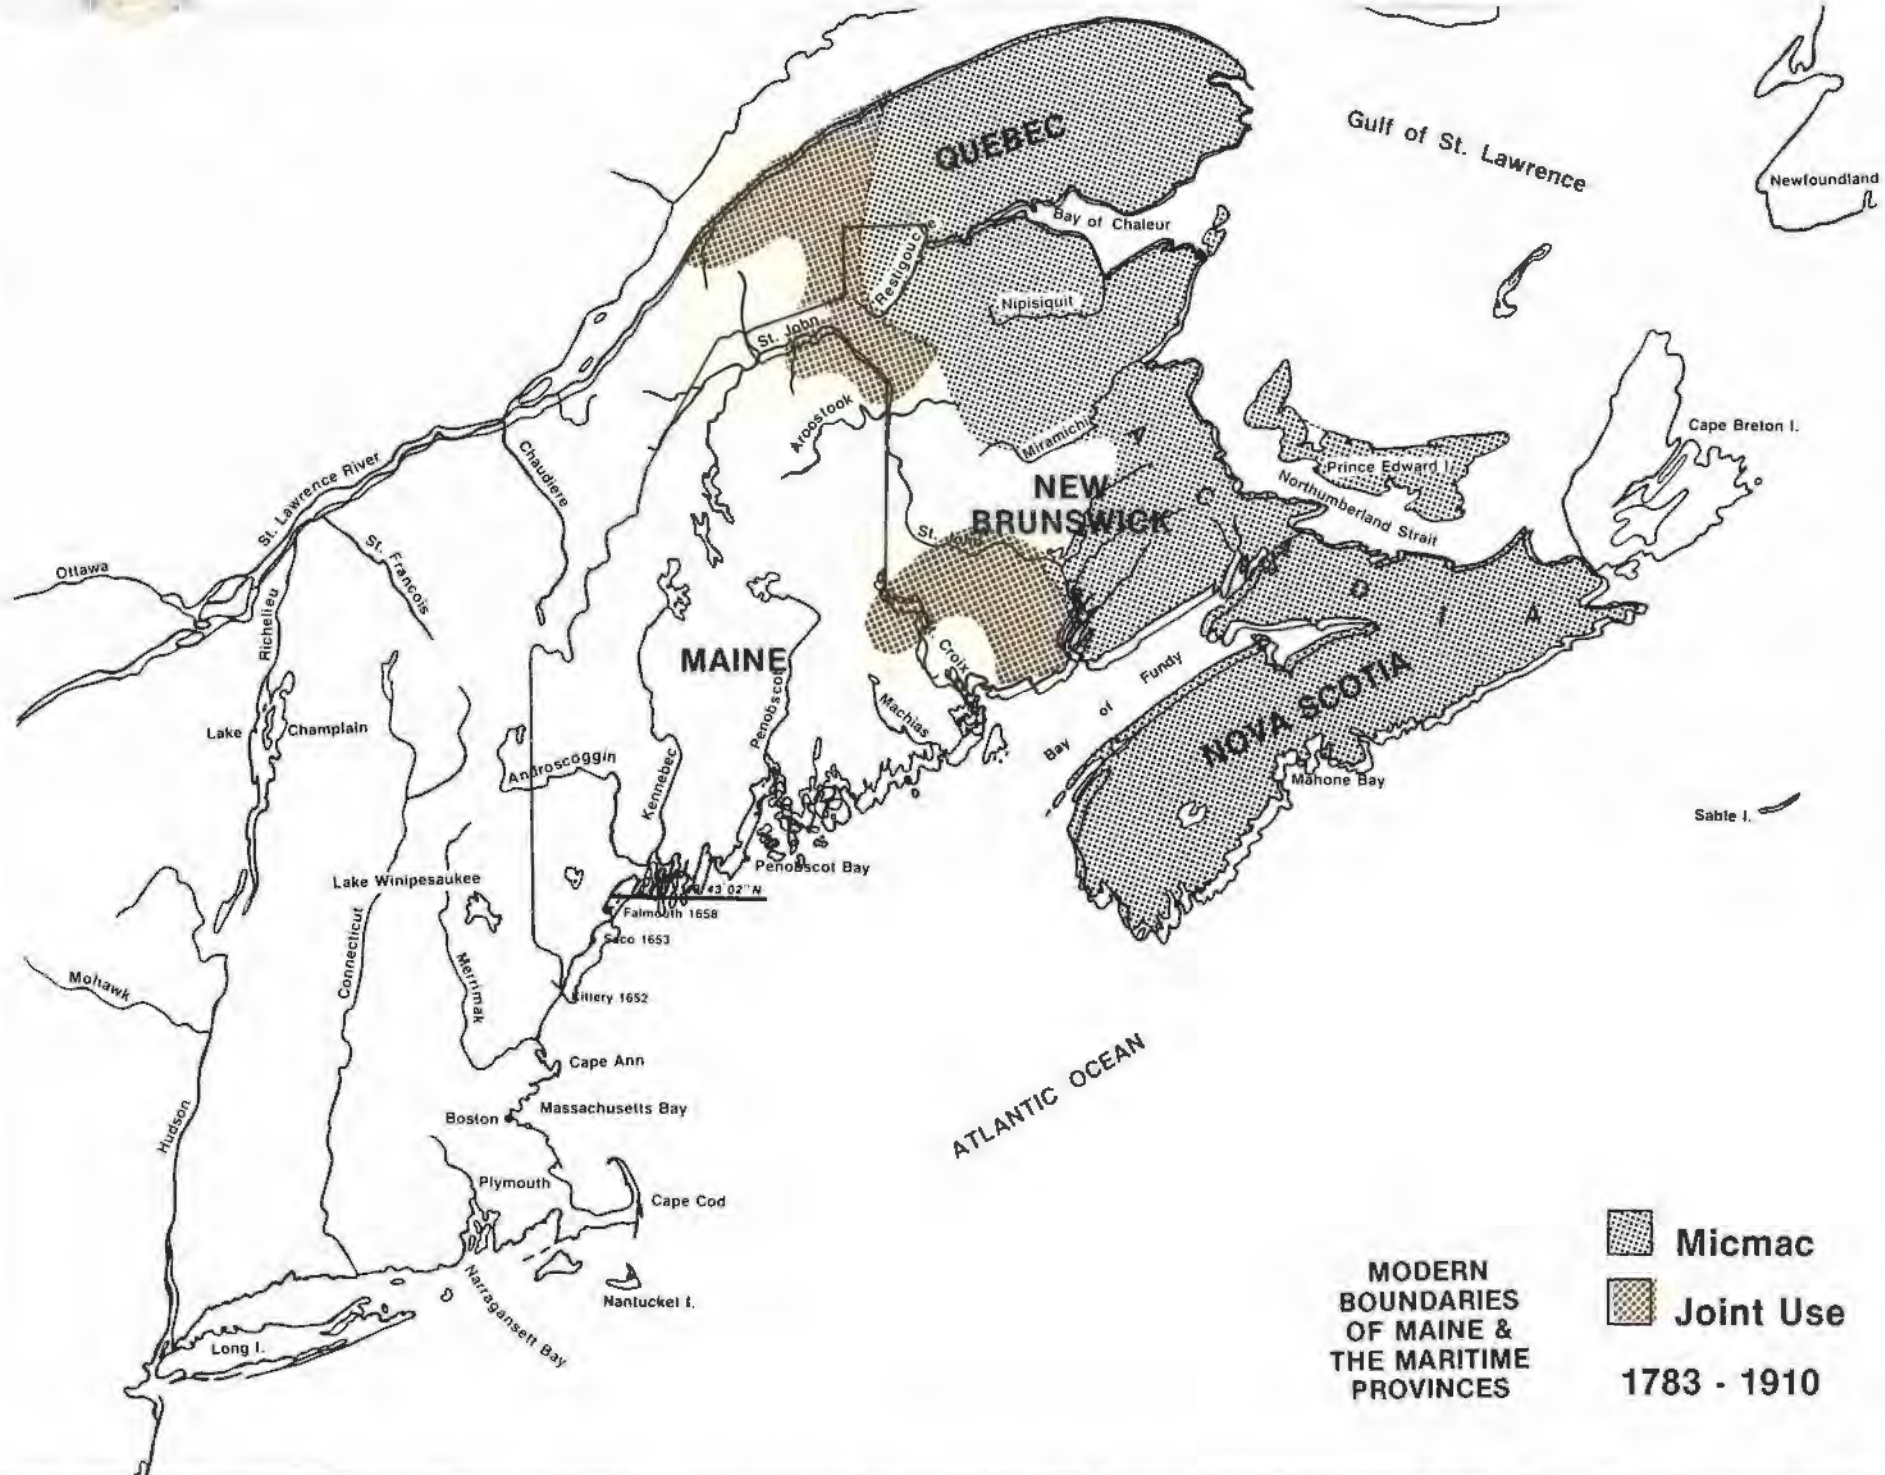 QUEBEC
Gulf of St. Lawrence
Newfoundland
Bay of Chaleur
Restigouche
Nipisiquit
St. John
Cape Breton I.
Aroostook
Miramichi
Prince Edward I.
Northumberland Strait
Chaudiere
St. Lawrence River
NEW
BRUNSWICK
St. John
A C A D I A
Ottawa
St. Francois
Richelieu
MAINE
Croix
Bay of Fundy
NOVA SCOTIA
Penobscot
Machias
Lake Champlain
Androscoggin
Kennebec
Mahone Bay
Sable I.
Penobscot Bay
Lake Winipesaukee
43'02"N
Falmouth 1658
Saco 1653
Kittery 1652
Connecticut
Merrimak
Mohawk
Cape Ann
Massachusetts Bay
Boston
Hudson
Plymouth
Cape Cod
Nantucket I.
Narragansett Bay
Long I.
ATLANTIC OCEAN
MODERN
BOUNDARIES
OF MAINE &
THE MARITIME
PROVINCES
Micmac
Joint Use
1783 - 1910